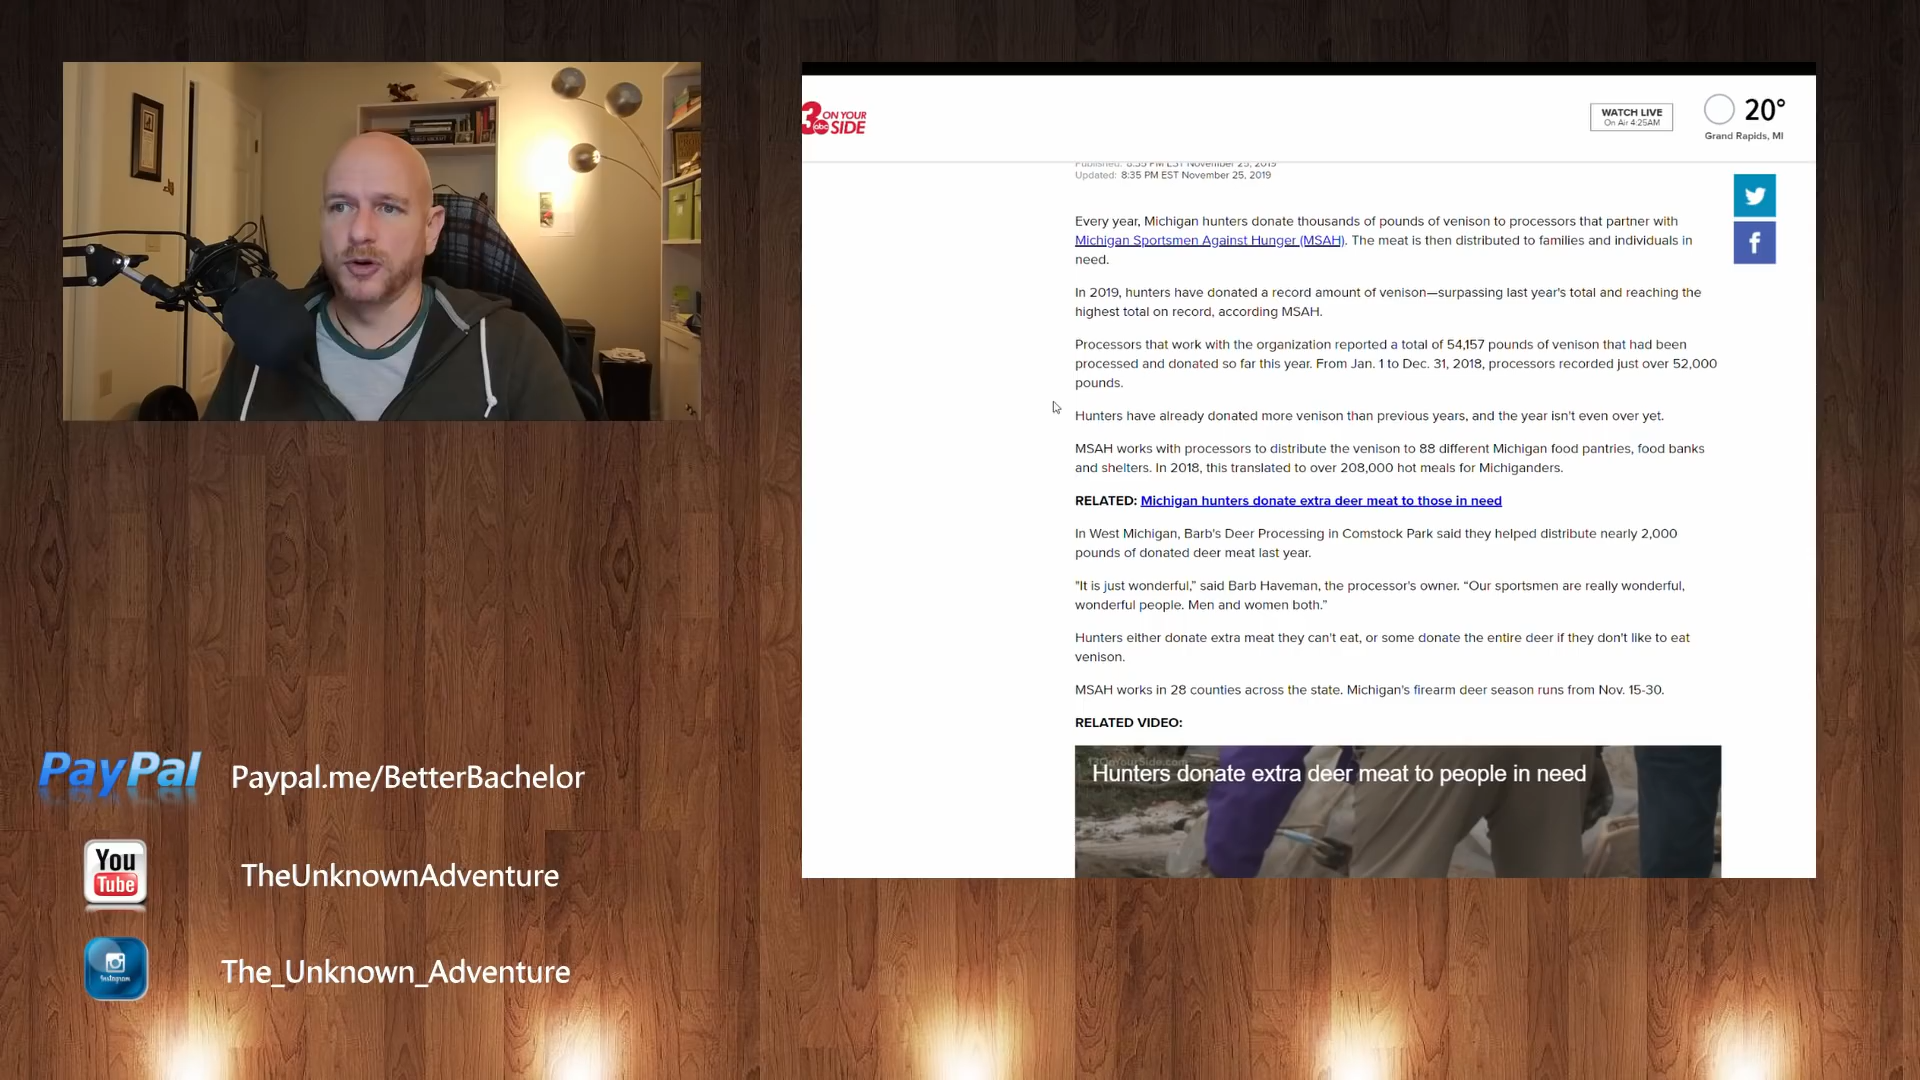 3 ON YOUR
abc SIDE
WATCH LIVE
On Air 4:25AM
20°
Grand Rapids, MI
Published: 8:35 PM EST November 25, 2019
Updated: 8:35 PM EST November 25, 2019
Every year, Michigan hunters donate thousands of pounds of venison to processors that partner with
Michigan Sportsmen Against Hunger (MSAH). The meat is then distributed to families and individuals in
need.
In 2019, hunters have donated a record amount of venison—surpassing last year's total and reaching the
highest total on record, according MSAH.
Processors that work with the organization reported a total of 54,157 pounds of venison that had been
processed and donated so far this year. From Jan. 1 to Dec. 31, 2018, processors recorded just over 52,000
pounds.
Hunters have already donated more venison than previous years, and the year isn't even over yet.
MSAH works with processors to distribute the venison to 88 different Michigan food pantries, food banks
and shelters. In 2018, this translated to over 208,000 hot meals for Michiganders.
RELATED: Michigan hunters donate extra deer meat to those in need
In West Michigan, Barb's Deer Processing in Comstock Park said they helped distribute nearly 2,000
pounds of donated deer meat last year.
"It is just wonderful," said Barb Haveman, the processor's owner. “Our sportsmen are really wonderful,
wonderful people. Men and women both.”
Hunters either donate extra meat they can't eat, or some donate the entire deer if they don't like to eat
venison.
MSAH works in 28 counties across the state. Michigan's firearm deer season runs from Nov. 15-30.
RELATED VIDEO:
13OnYourSide.com
Hunters donate extra deer meat to people in need
PayPal Paypal.me/BetterBachelor
You
Tube
TheUnknownAdventure
Instagram
The_Unknown_Adventure